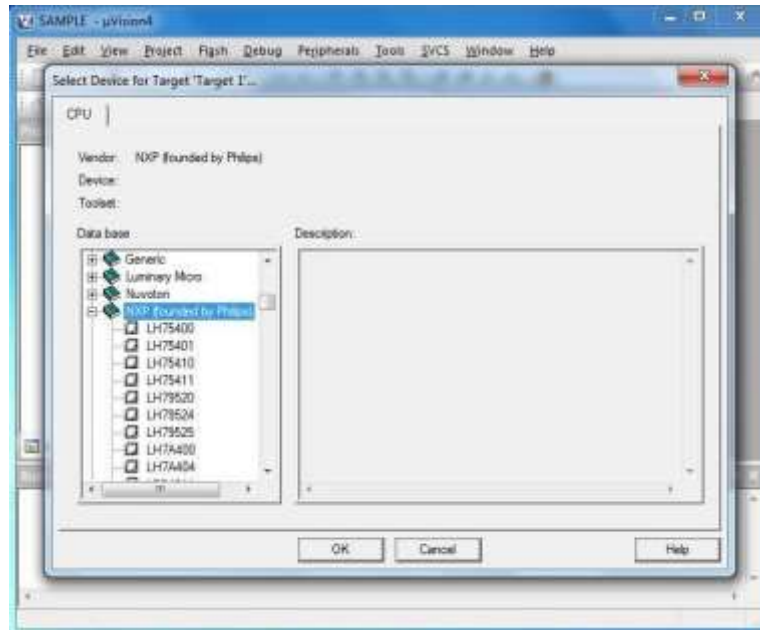 SAMPLE - µVision4
File Edit View Project Flash Debug Peripherals Tools SVCS Window Help
Select Device for Target 'Target 1'...
CPU
Vendor: NXP (founded by Philips)
Device:
Toolset:
Data base
Description:
Generic
Luminary Micro
Nuvoton
NXP (founded by Philips)
LH75400
LH75401
LH75410
LH75411
LH79520
LH79524
LH79525
LH7A400
LH7A404
OK Cancel Help